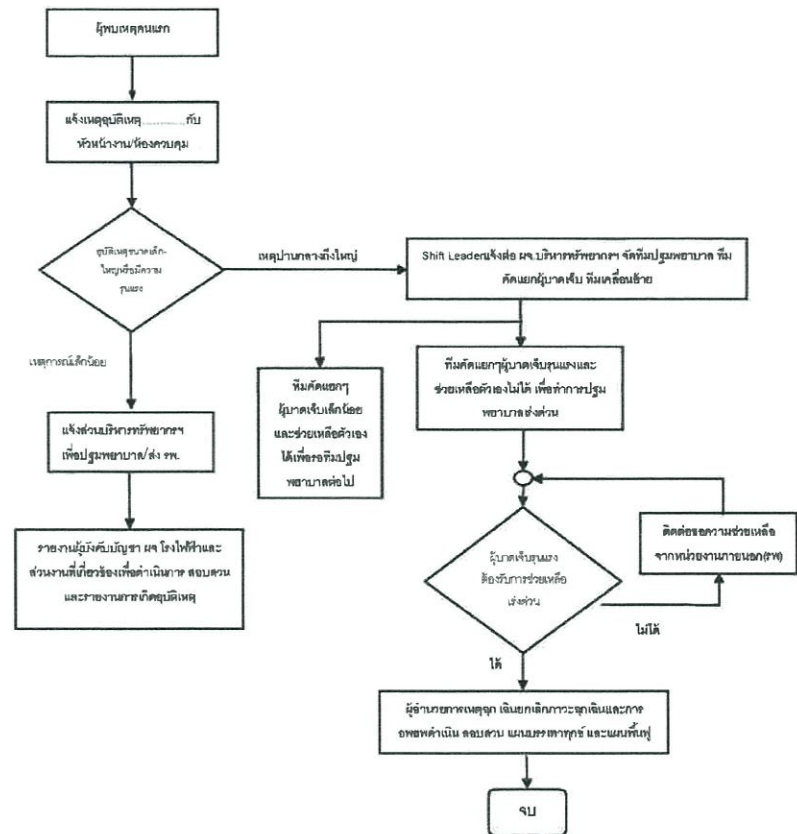 ผู้พบเหตุคนแรก
แจ้งเหตุอุบัติเหตุ............กับ
หัวหน้างาน/ห้องควบคุม
อุบัติเหตุขนาดเล็ก-
ใหญ่หรือมีความ
รุนแรง
เหตุปานกลางถึงใหญ่
Shift Leaderแจ้งต่อ ผจ.บริหารทรัพยากรฯ จัดทีมปฐมพยาบาล ทีม
คัดแยกผู้บาดเจ็บ ทีมเคลื่อนย้าย
เหตุการณ์เล็กน้อย
แจ้งส่วนบริหารทรัพยากรฯ
เพื่อปฐมพยาบาล/ส่ง รพ.
รายงานผู้บังคับบัญชา ผจ โรงไฟฟ้าและ
ส่วนงานที่เกี่ยวข้องเพื่อดำเนินการ สอบสวน
และรายงานการเกิดอุบัติเหตุ
ทีมคัดแยกๆ
ผู้บาดเจ็บเล็กน้อย
และช่วยเหลือตัวเอง
ได้เพื่อรอทีมปฐม
พยาบาลต่อไป
ทีมคัดแยกๆผู้บาดเจ็บรุนแรงและ
ช่วยเหลือตัวเองไม่ได้ เพื่อทำการปฐม
พยาบาลเร่งด่วน
ผู้บาดเจ็บรุนแรง
ต้องรับการช่วยเหลือ
เร่งด่วน
ติดต่อขอความช่วยเหลือ
จากหน่วยงานภายนอก(รพ)
ไม่ได้
ได้
ผู้อำนวยการเหตุฉุก เฉินยกเลิกภาวะฉุกเฉินและการ
อพยพดำเนิน สอบสวน แผนบรรเทาทุกข์ และแผนฟื้นฟู
จบ